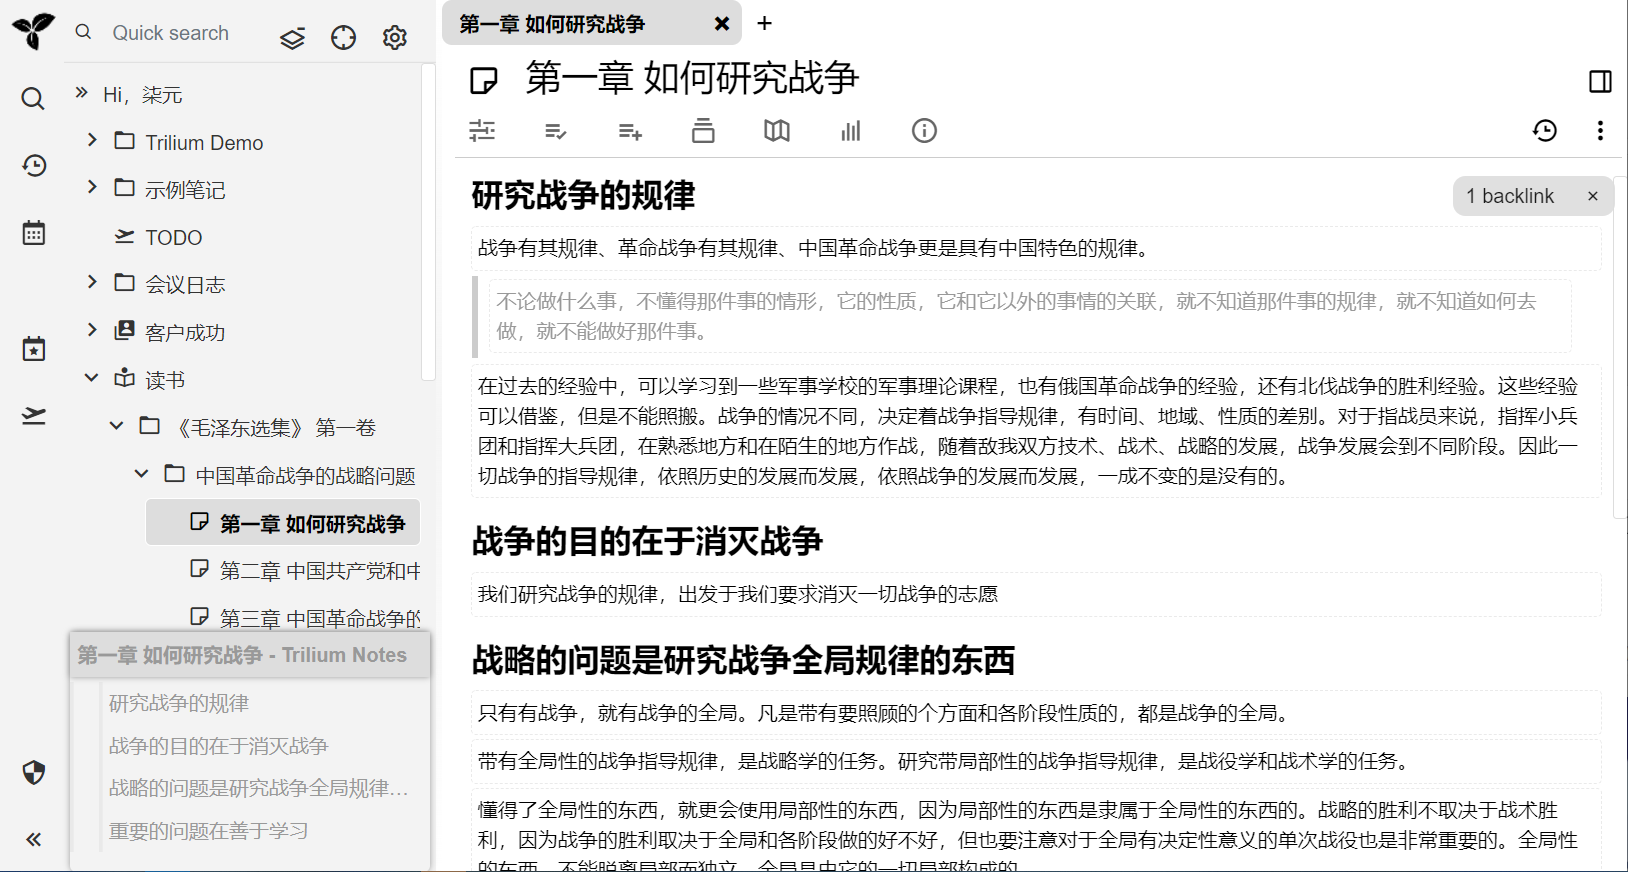 Quick search
Hi，柒元
Trilium Demo
示例笔记
TODO
会议日志
客户成功
读书
《毛泽东选集》 第一卷
中国革命战争的战略问题
第一章 如何研究战争
第二章 中国共产党和中
第三章 中国革命战争的
第一章 如何研究战争 - Trilium Notes
研究战争的规律
战争的目的在于消灭战争
战略的问题是研究战争全局规律...
重要的问题在善于学习
第一章 如何研究战争
第一章 如何研究战争
1 backlink
研究战争的规律
战争有其规律、革命战争有其规律、中国革命战争更是具有中国特色的规律。
不论做什么事，不懂得那件事的情形，它的性质，它和它以外的事情的关联，就不知道那件事的规律，就不知道如何去
做，就不能做好那件事。
在过去的经验中，可以学习到一些军事学校的军事理论课程，也有俄国革命战争的经验，还有北伐战争的胜利经验。这些经验
可以借鉴，但是不能照搬。战争的情况不同，决定着战争指导规律，有时间、地域、性质的差别。对于指战员来说，指挥小兵
团和指挥大兵团，在熟悉地方和在陌生的地方作战，随着敌我双方技术、战术、战略的发展，战争发展会到不同阶段。因此一
切战争的指导规律，依照历史的发展而发展，依照战争的发展而发展，一成不变的是没有的。
战争的目的在于消灭战争
我们研究战争的规律，出发于我们要求消灭一切战争的志愿
战略的问题是研究战争全局规律的东西
只有有战争，就有战争的全局。凡是带有要照顾的个方面和各阶段性质的，都是战争的全局。
带有全局性的战争指导规律，是战略学的任务。研究带局部性的战争指导规律，是战役学和战术学的任务。
懂得了全局性的东西，就更会使用局部性的东西，因为局部性的东西是隶属于全局性的东西的。战略的胜利不取决于战术胜
利，因为战争的胜利取决于全局和各阶段做的好不好，但也要注意对于全局有决定性意义的单次战役也是非常重要的。全局性
的东西，不能脱离局部而独立，全局是由它的一切局部构成的。